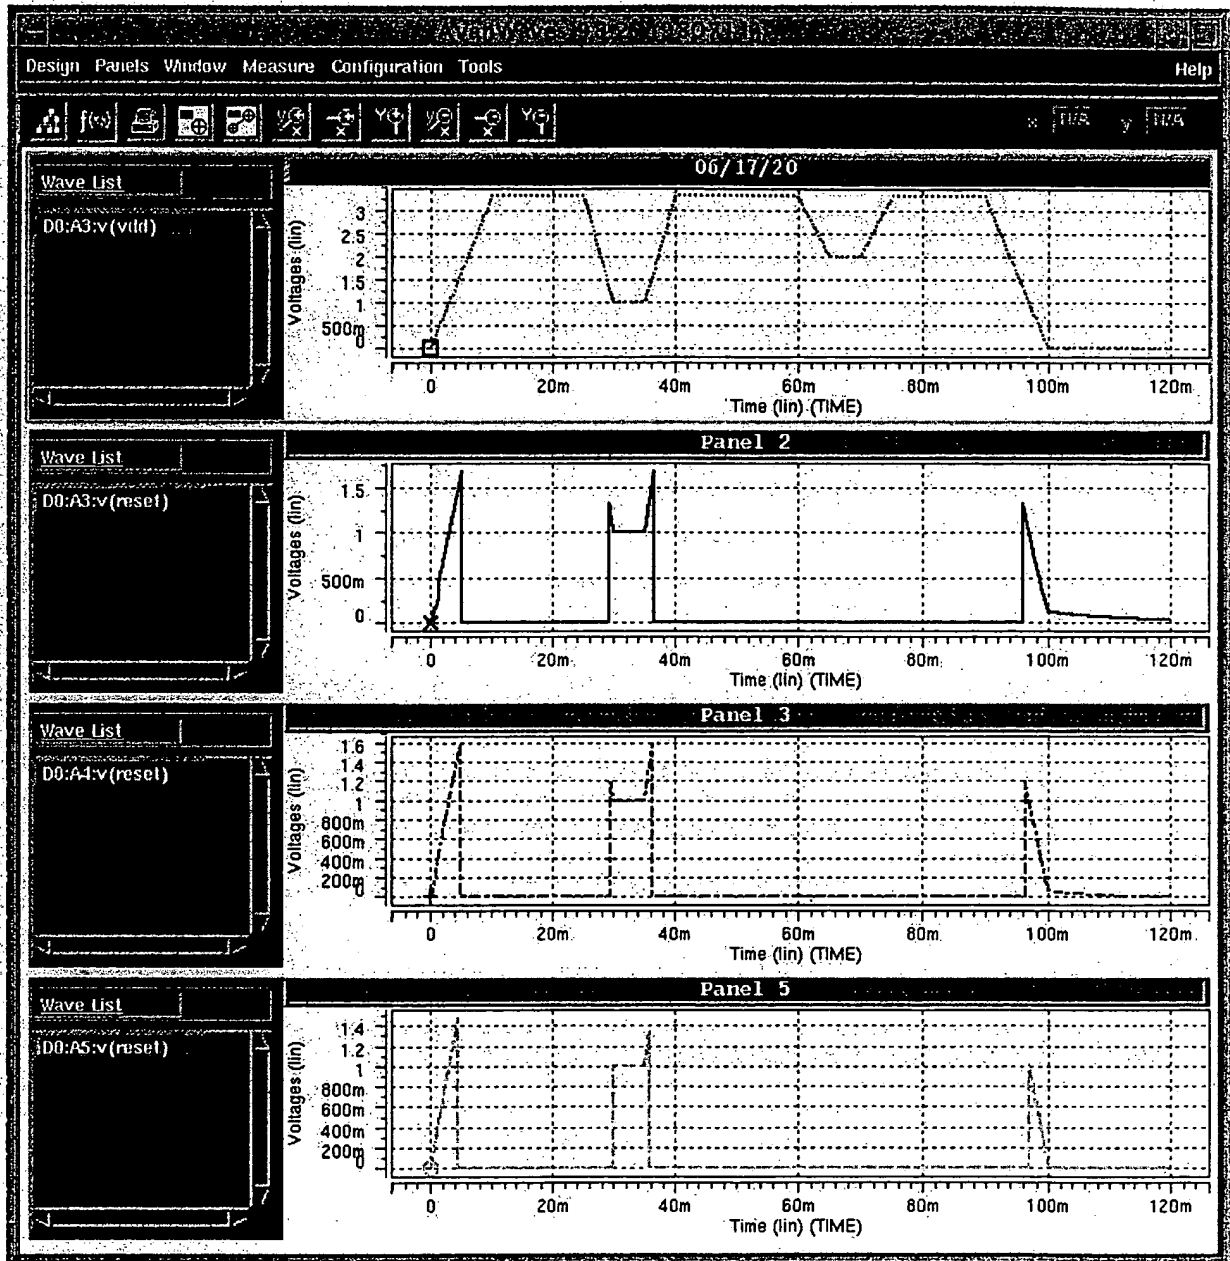 Design Panels Window Measure Configuration Tools Help
x y
Wave List
D0:A3:v(vdd)
06/17/20
Voltages (lin)
3
2.5
2
1.5
1
500m
0
0 20m 40m 60m 80m 100m 120m
Time (lin) (TIME)
Wave List
D0:A3:v(reset)
Panel 2
Voltages (lin)
1.5
1
500m
0
0 20m 40m 60m 80m 100m 120m
Time (lin) (TIME)
Wave List
D0:A4:v(reset)
Panel 3
Voltages (lin)
1.6
1.4
1.2
1
800m
600m
400m
200m
0
0 20m 40m 60m 80m 100m 120m
Time (lin) (TIME)
Wave List
D0:A5:v(reset)
Panel 5
Voltages (lin)
1.4
1.2
1
800m
600m
400m
200m
0
0 20m 40m 60m 80m 100m 120m
Time (lin) (TIME)